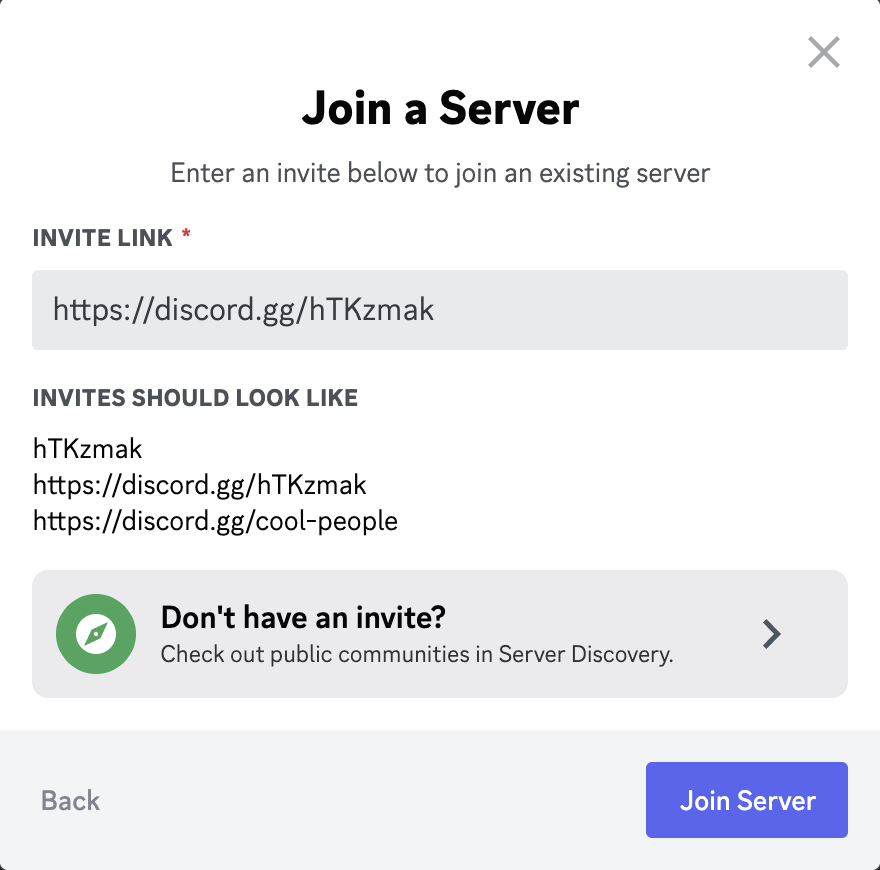 Join a Server
Enter an invite below to join an existing server
INVITE LINK *
https://discord.gg/hTKzmak
INVITES SHOULD LOOK LIKE
hTKzmak
https://discord.gg/hTKzmak
https://discord.gg/cool-people
Don't have an invite?
Check out public communities in Server Discovery.
Back
Join Server